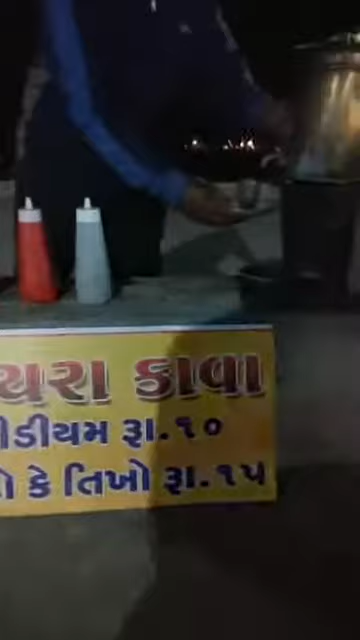 યરા કાવા
મીડીયમ રૂા.૧૦
કે તિખો રૂા.૧૫